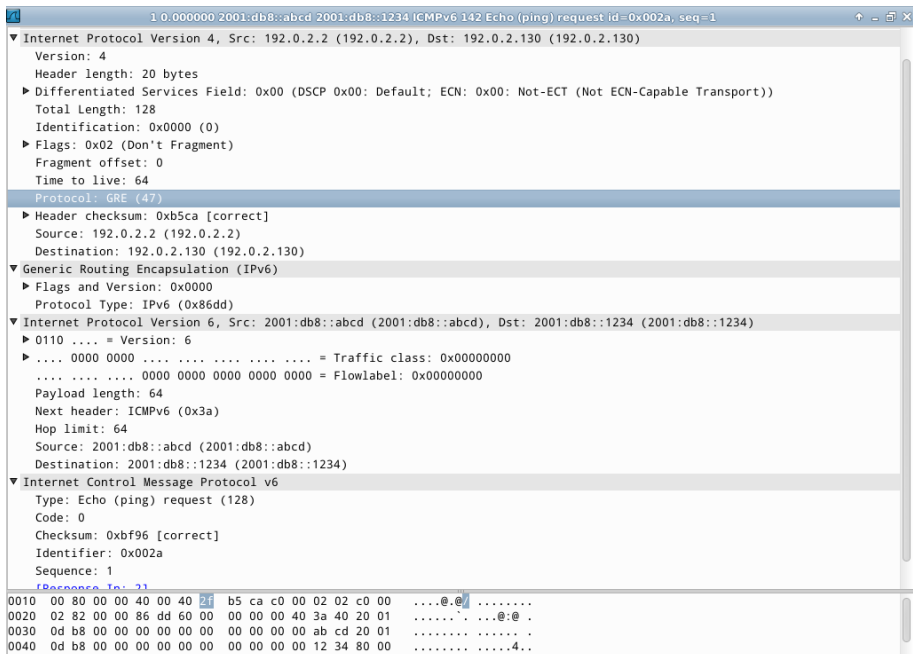 1 0.000000 2001:db8::abcd 2001:db8::1234 ICMPv6 142 Echo (ping) request id=0x002a, seq=1
Internet Protocol Version 4, Src: 192.0.2.2 (192.0.2.2), Dst: 192.0.2.130 (192.0.2.130)
Version: 4
Header length: 20 bytes
Differentiated Services Field: 0x00 (DSCP 0x00: Default; ECN: 0x00: Not-ECT (Not ECN-Capable Transport))
Total Length: 128
Identification: 0x0000 (0)
Flags: 0x02 (Don't Fragment)
Fragment offset: 0
Time to live: 64
Protocol: GRE (47)
Header checksum: 0xb5ca [correct]
Source: 192.0.2.2 (192.0.2.2)
Destination: 192.0.2.130 (192.0.2.130)
Generic Routing Encapsulation (IPv6)
Flags and Version: 0x0000
Protocol Type: IPv6 (0x86dd)
Internet Protocol Version 6, Src: 2001:db8::abcd (2001:db8::abcd), Dst: 2001:db8::1234 (2001:db8::1234)
0110 .... = Version: 6
.... 0000 0000 .... .... .... .... .... = Traffic class: 0x00000000
.... .... .... 0000 0000 0000 0000 0000 = Flowlabel: 0x00000000
Payload length: 64
Next header: ICMPv6 (0x3a)
Hop limit: 64
Source: 2001:db8::abcd (2001:db8::abcd)
Destination: 2001:db8::1234 (2001:db8::1234)
Internet Control Message Protocol v6
Type: Echo (ping) request (128)
Code: 0
Checksum: 0xbf96 [correct]
Identifier: 0x002a
Sequence: 1
[Response In: 2]
0010 00 80 00 00 40 00 40 2f b5 ca c0 00 02 02 c0 00 ....@.@/ ........
0020 02 82 00 00 86 dd 60 00 00 00 00 40 3a 40 20 01 ......`. ...@:@ .
0030 0d b8 00 00 00 00 00 00 00 00 00 00 ab cd 20 01 ........ ...... .
0040 0d b8 00 00 00 00 00 00 00 00 00 00 12 34 80 00 ........ .....4..